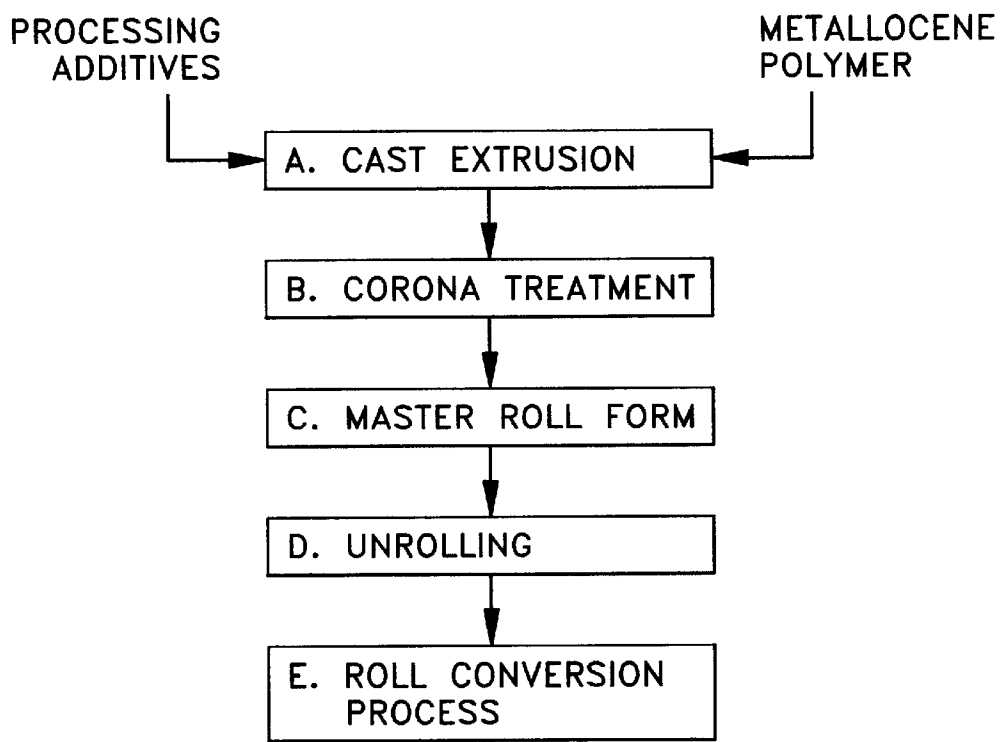 PROCESSING
ADDITIVES
METALLOCENE
POLYMER
A. CAST EXTRUSION
B. CORONA TREATMENT
C. MASTER ROLL FORM
D. UNROLLING
E. ROLL CONVERSION
PROCESS